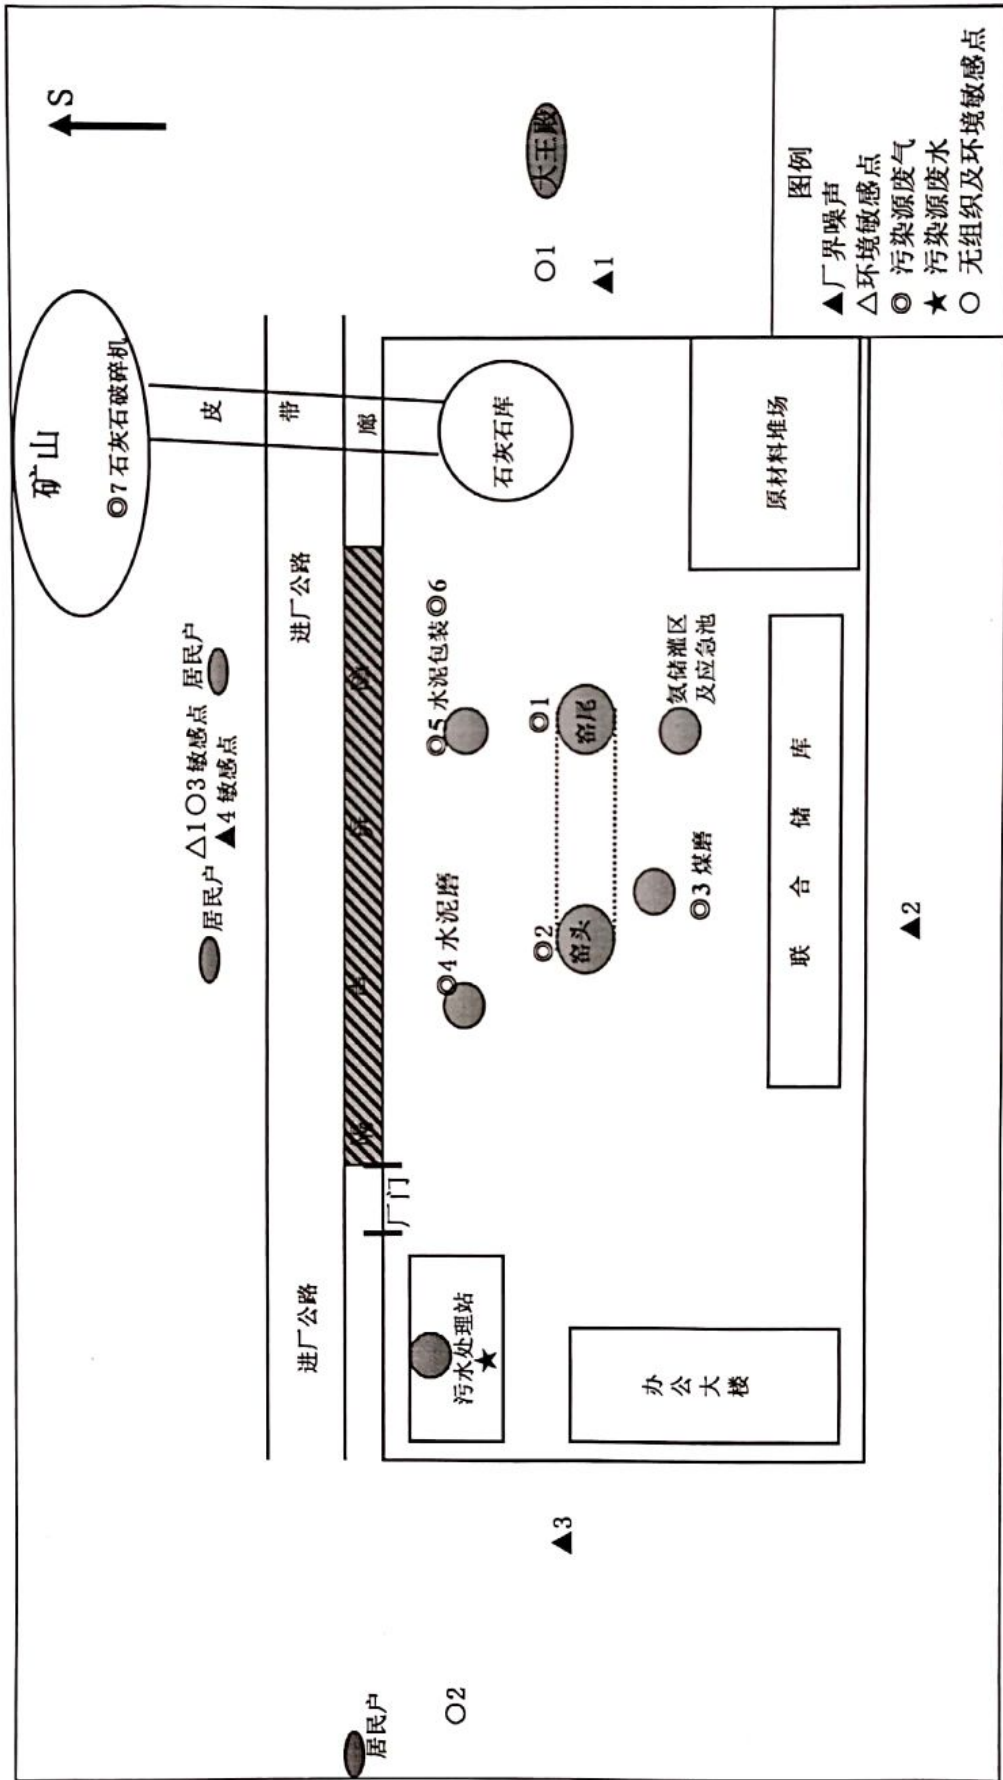 S
矿山
◎7石灰石破碎机
皮带廊
△1○3敏感点
▲4敏感点
居民户
居民户
进厂公路
进厂公路
厂门
石灰石库
大王殿
○1
▲1
◎5水泥包装◎6
◎4水泥磨
◎1
窑尾
◎2
窑头
◎3煤磨
氨储灌区
及应急池
原材料堆场
联合储库
污水处理站
★
办公大楼
▲2
▲3
○2
居民户
图例
▲厂界噪声
△环境敏感点
◎ 污染源废气
★ 污染源废水
○ 无组织及环境敏感点